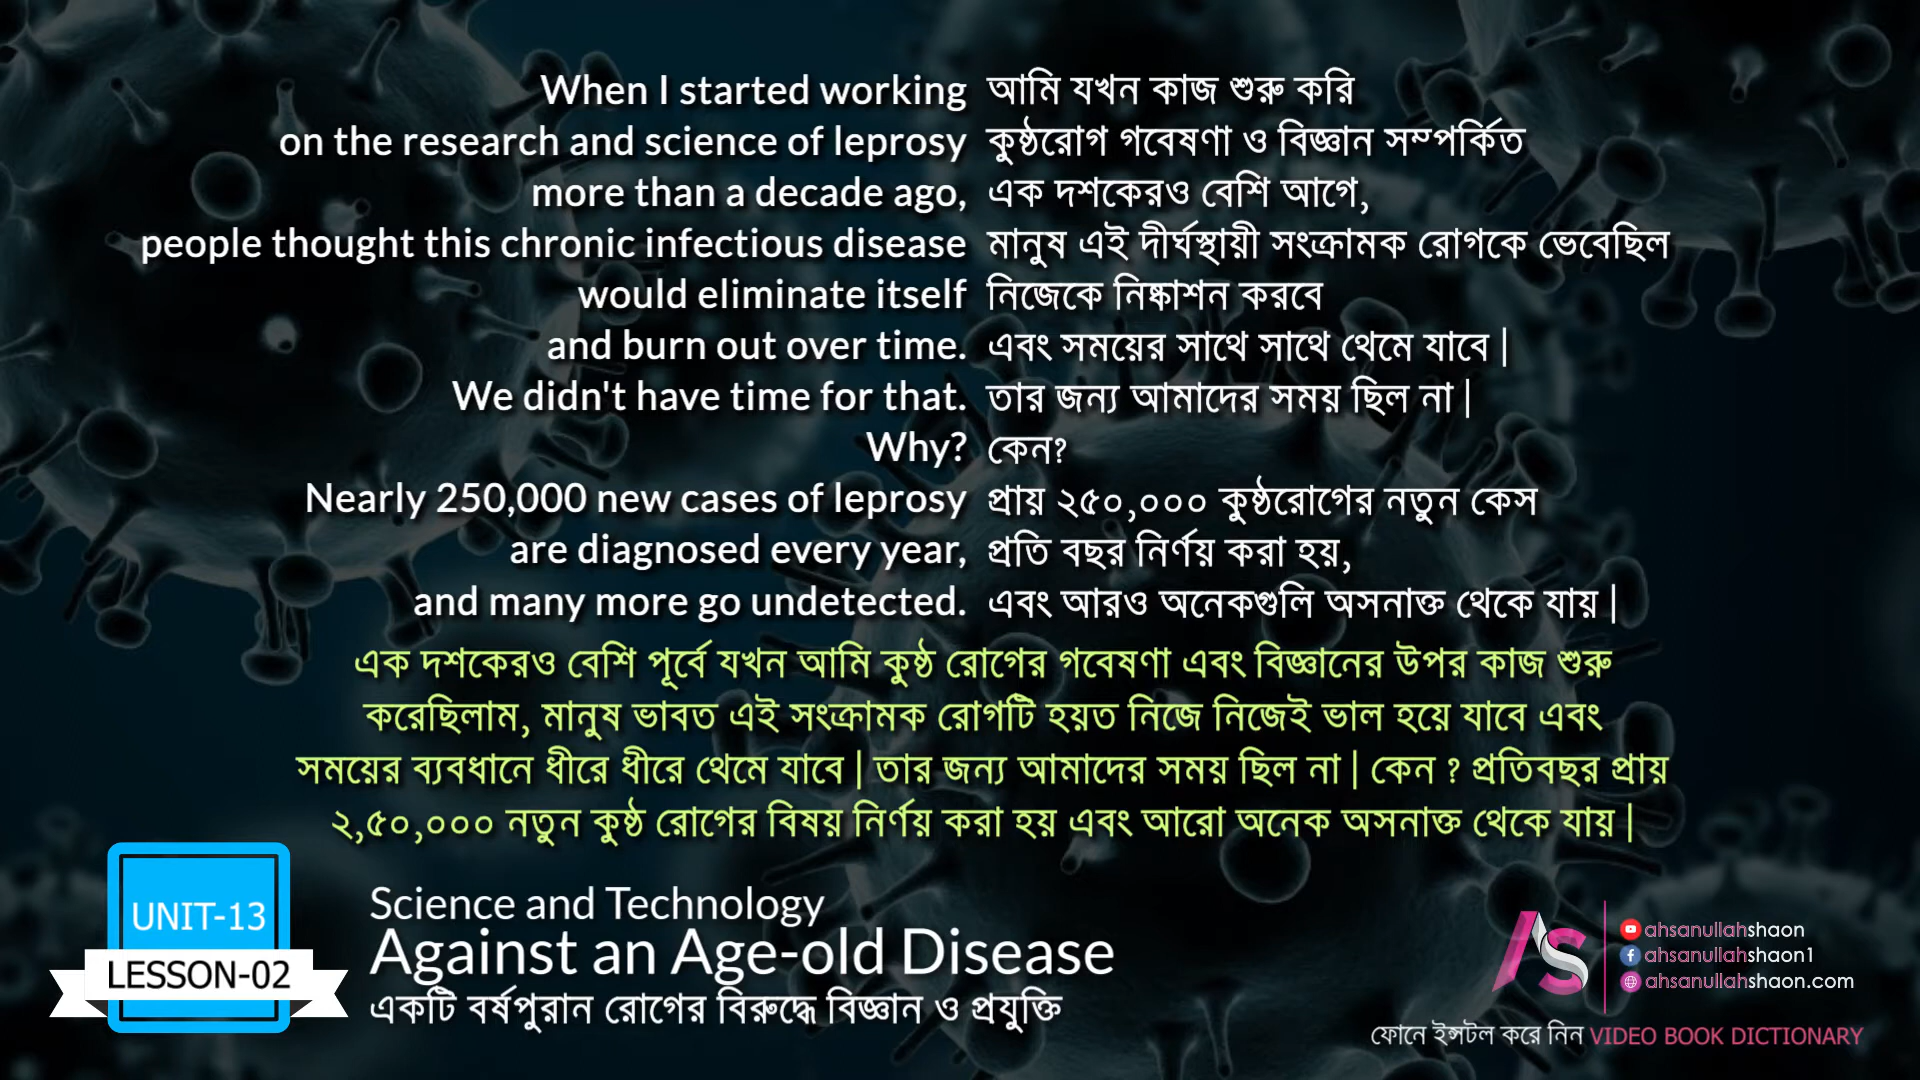 When I started working আমি যখন কাজ শুরু করি
on the research and science of leprosy কুষ্ঠরোগ গবেষণা ও বিজ্ঞান সম্পর্কিত
more than a decade ago, এক দশকেরও বেশি আগে,
people thought this chronic infectious disease মানুষ এই দীর্ঘস্থায়ী সংক্রামক রোগকে ভেবেছিল
would eliminate itself নিজেকে নিষ্কাশন করবে
and burn out over time. এবং সময়ের সাথে সাথে থেমে যাবে |
We didn't have time for that. তার জন্য আমাদের সময় ছিল না |
Why? কেন?
Nearly 250,000 new cases of leprosy প্রায় ২৫০,০০০ কুষ্ঠরোগের নতুন কেস
are diagnosed every year, প্রতি বছর নির্ণয় করা হয়,
and many more go undetected. এবং আরও অনেকগুলি অসনাক্ত থেকে যায় |
এক দশকেরও বেশি পূর্বে যখন আমি কুষ্ঠ রোগের গবেষণা এবং বিজ্ঞানের উপর কাজ শুরু
করেছিলাম, মানুষ ভাবত এই সংক্রামক রোগটি হয়ত নিজে নিজেই ভাল হয়ে যাবে এবং
সময়ের ব্যবধানে ধীরে ধীরে থেমে যাবে | তার জন্য আমাদের সময় ছিল না | কেন ? প্রতিবছর প্রায়
২,৫০,০০০ নতুন কুষ্ঠ রোগের বিষয় নির্ণয় করা হয় এবং আরো অনেক অসনাক্ত থেকে যায় |
UNIT-13
LESSON-02
Science and Technology
Against an Age-old Disease
একটি বর্ষপুরান রোগের বিরুদ্ধে বিজ্ঞান ও প্রযুক্তি
AS
ahsanullahshaon
ahsanullahshaon1
ahsanullahshaon.com
ফোনে ইন্সটল করে নিন VIDEO BOOK DICTIONARY